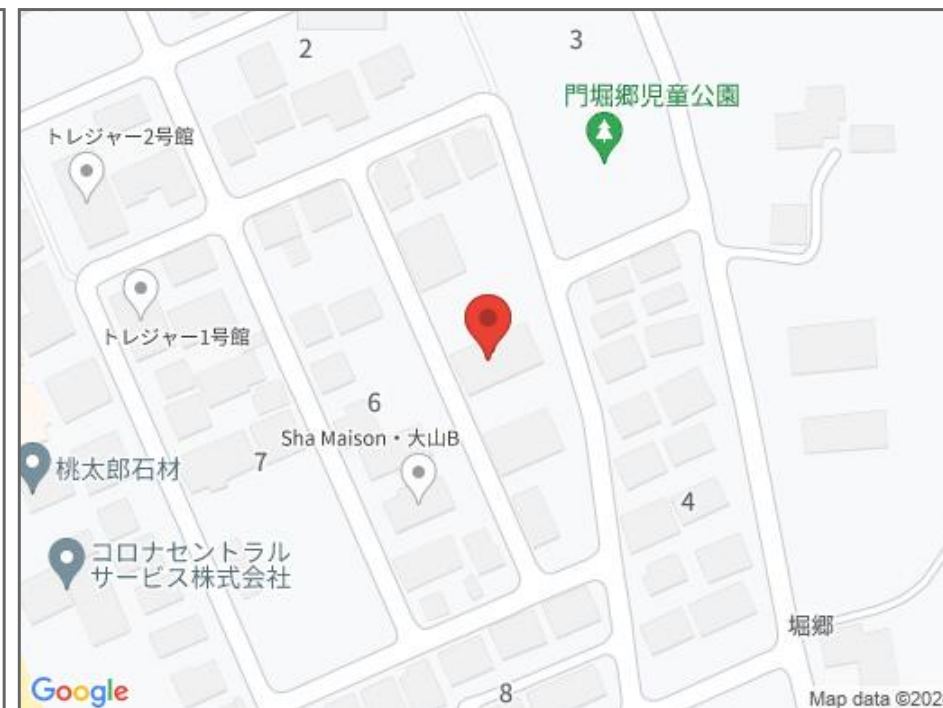 2
3
門堀郷児童公園
トレジャー2号館
トレジャー1号館
6
Sha Maison・大山B
7
桃太郎石材
4
コロナセントラル
サービス株式会社
堀郷
8
Google
Map data ©202